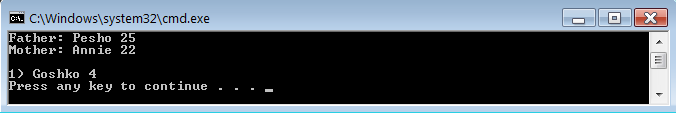 C:\Windows\system32\cmd.exe
Father: Pesho 25
Mother: Annie 22
1) Goshko 4
Press any key to continue . . . _